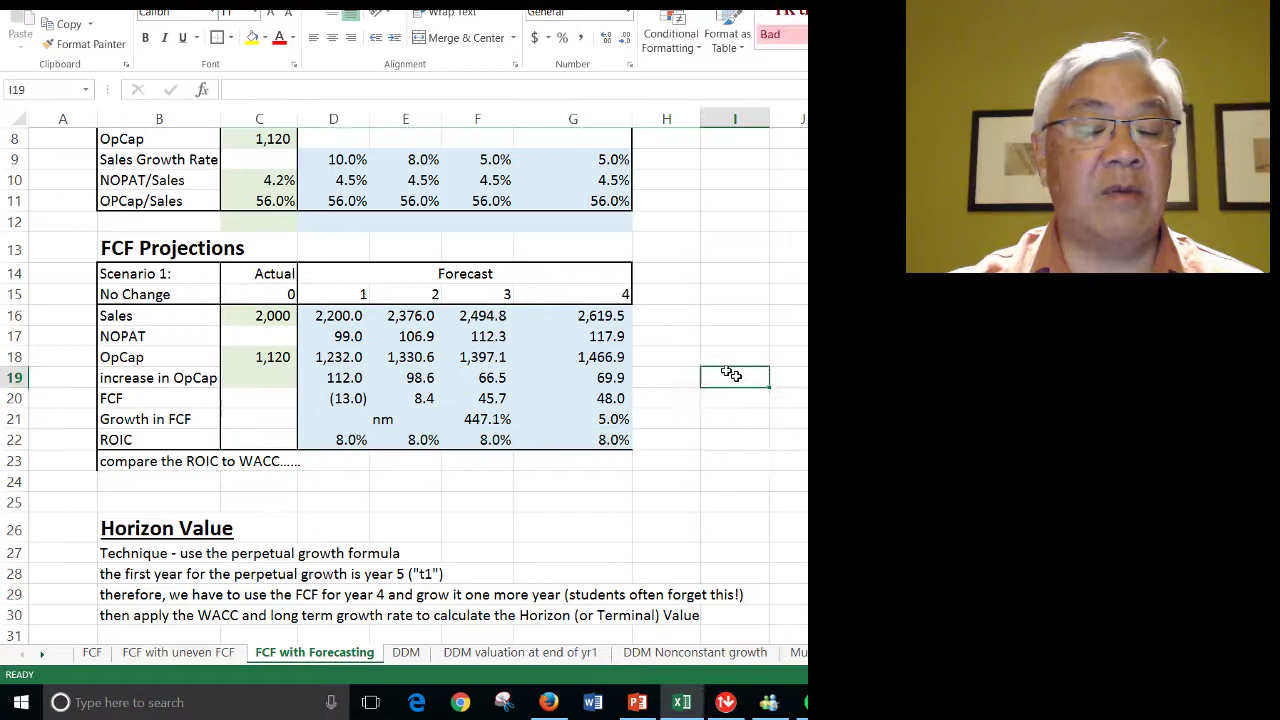 Paste
Copy
Format Painter
Clipboard
Calibri
B I U
A
Font
Wrap Text
Merge & Center
Alignment
General
$ % ,
Number
Conditional Formatting
Format as Table
Bad
I19
fx
A B C D E F G H I J
8 OpCap 1,120
9 Sales Growth Rate 10.0% 8.0% 5.0% 5.0%
10 NOPAT/Sales 4.2% 4.5% 4.5% 4.5% 4.5%
11 OPCap/Sales 56.0% 56.0% 56.0% 56.0% 56.0%
12
13 FCF Projections
14 Scenario 1: Actual Forecast
15 No Change 0 1 2 3 4
16 Sales 2,000 2,200.0 2,376.0 2,494.8 2,619.5
17 NOPAT 99.0 106.9 112.3 117.9
18 OpCap 1,120 1,232.0 1,330.6 1,397.1 1,466.9
19 increase in OpCap 112.0 98.6 66.5 69.9
20 FCF (13.0) 8.4 45.7 48.0
21 Growth in FCF nm 447.1% 5.0%
22 ROIC 8.0% 8.0% 8.0% 8.0%
23 compare the ROIC to WACC......
24
25
26 Horizon Value
27 Technique - use the perpetual growth formula
28 the first year for the perpetual growth is year 5 ("t1")
29 therefore, we have to use the FCF for year 4 and grow it one more year (students often forget this!)
30 then apply the WACC and long term growth rate to calculate the Horizon (or Terminal) Value
31
FCF FCF with uneven FCF FCF with Forecasting DDM DDM valuation at end of yr1 DDM Nonconstant growth Mu
READY
Type here to search